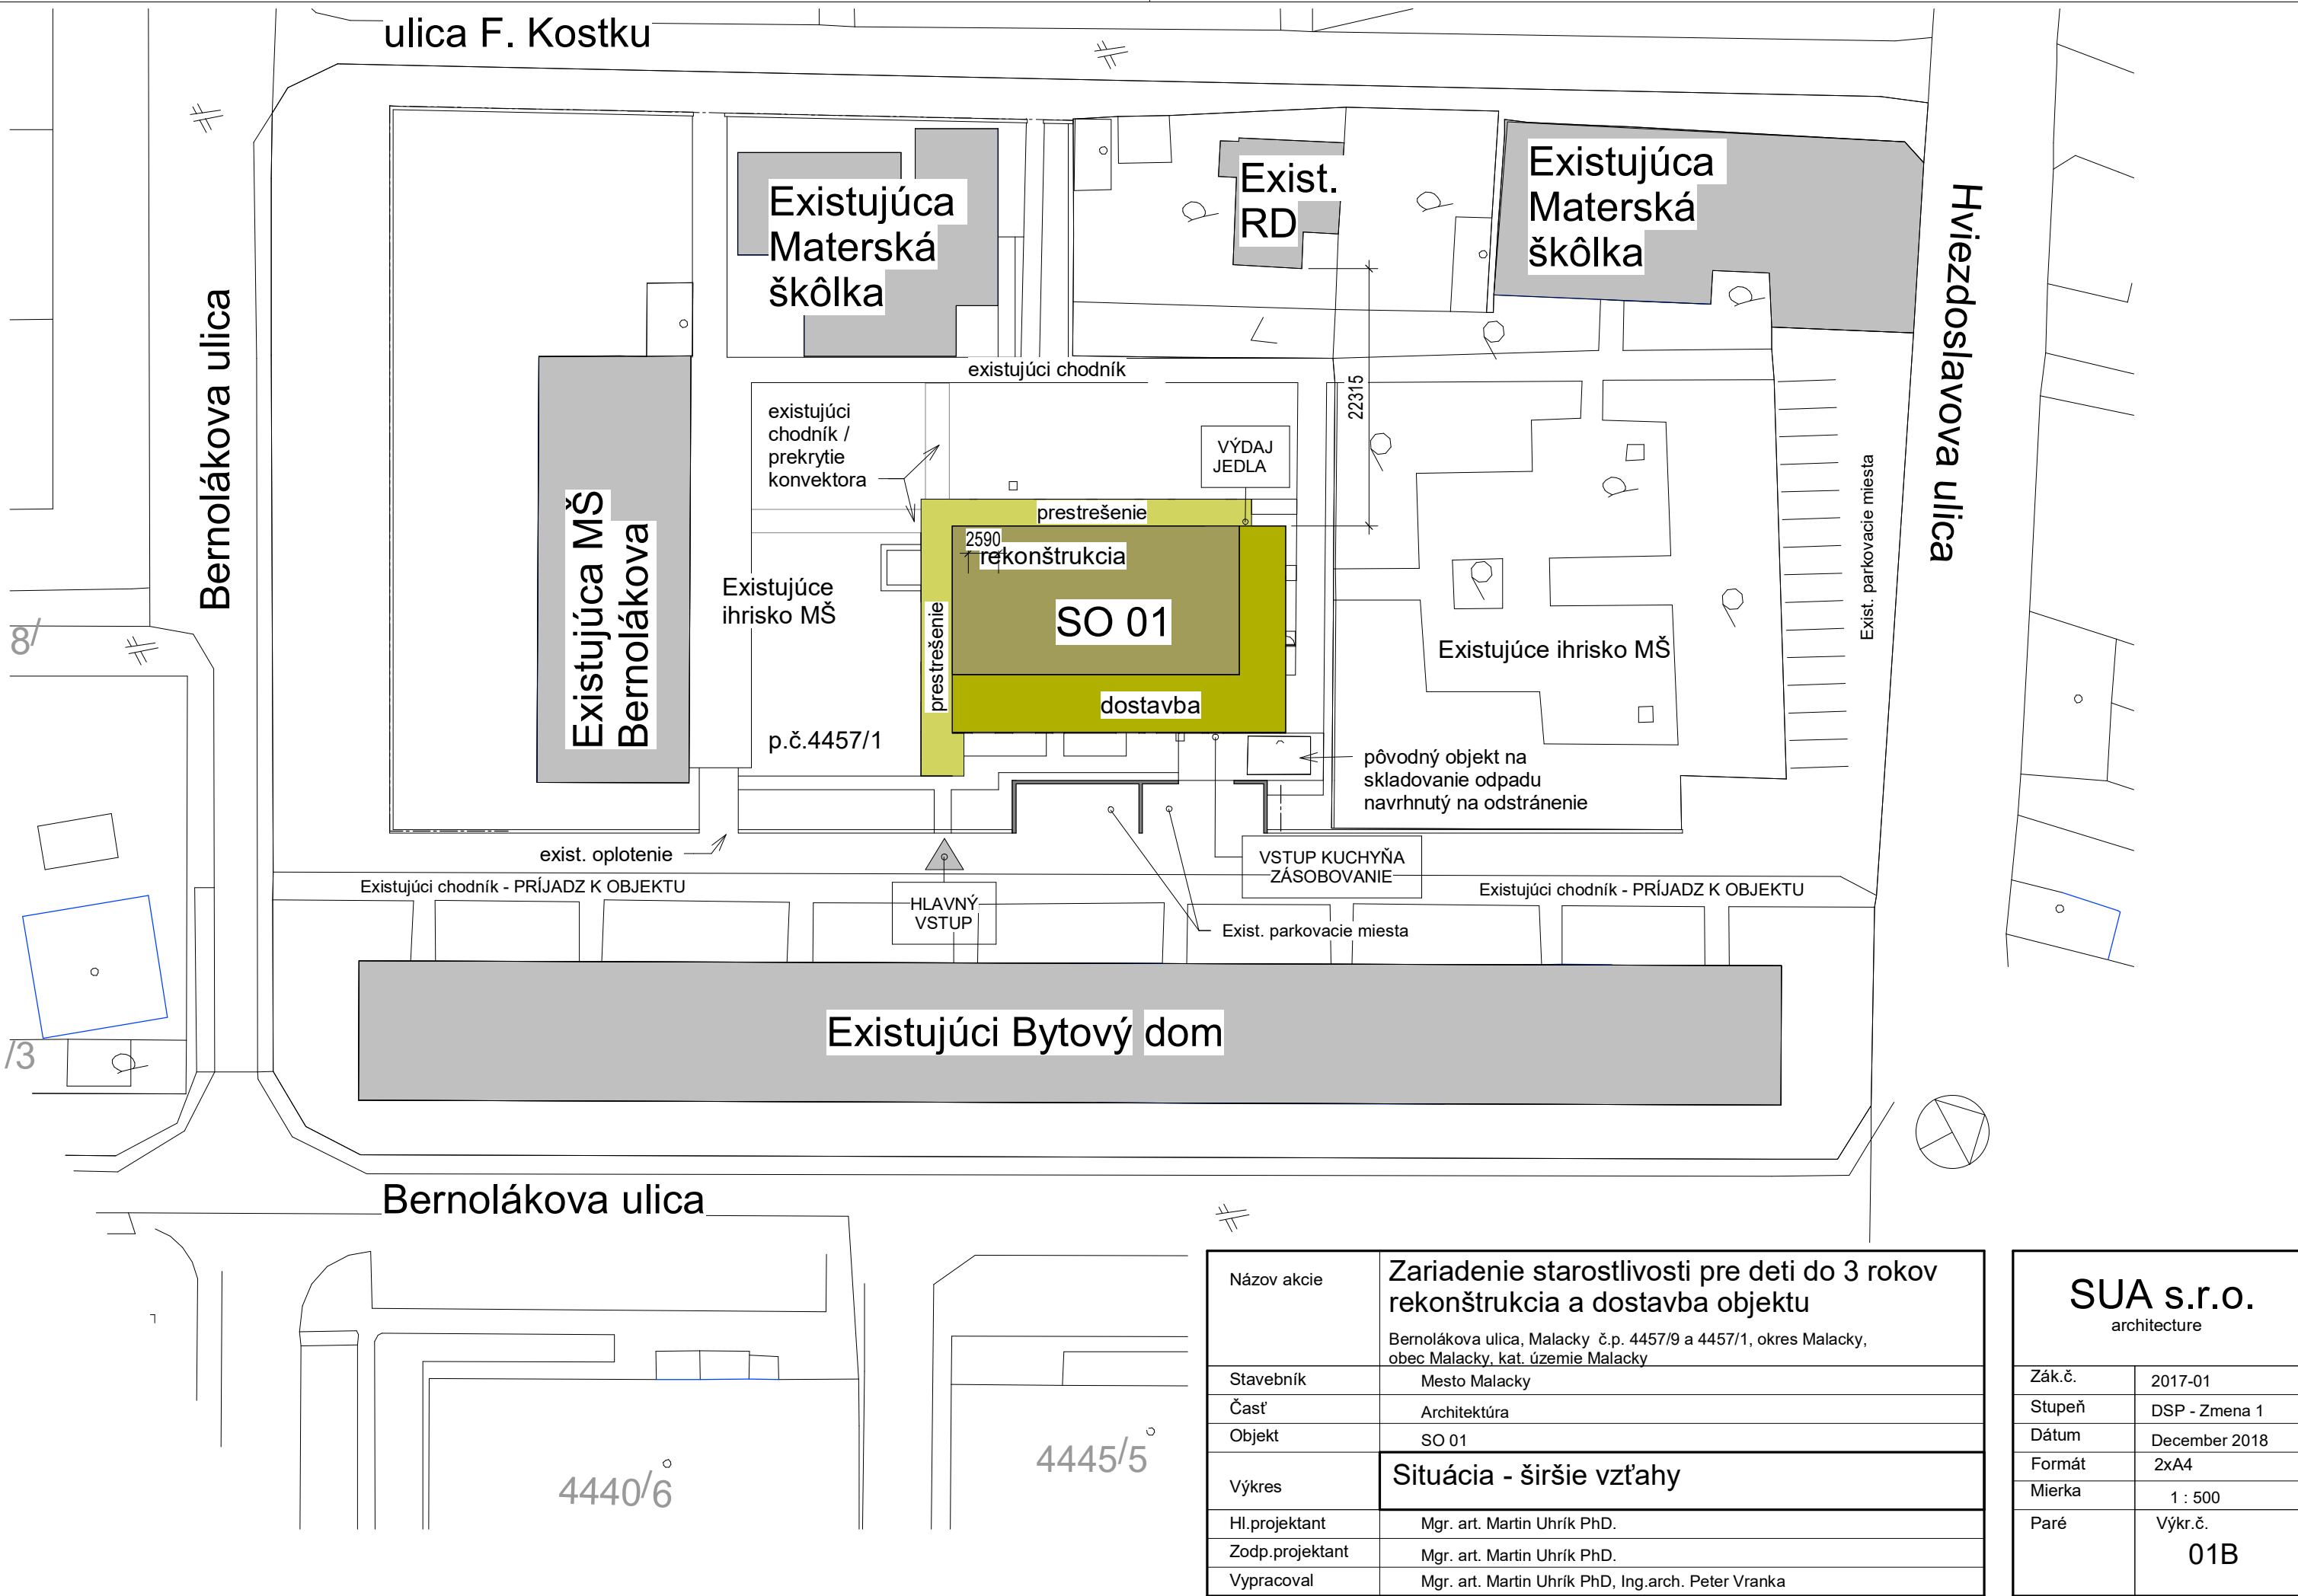 ulica F. Kostku
Existujúca
Materská
škôlka
Exist.
RD
Existujúca
Materská
škôlka
Hviezdoslavova ulica
Bernolákova ulica
existujúci chodník
22315
existujúci
chodník /
prekrytie
konvektora
VÝDAJ
JEDLA
prestrešenie
2590
rekonštrukcia
SO 01
prestrešenie
dostavba
Existujúca MŠ
Bernolákova
Existujúce
ihrisko MŠ
p.č.4457/1
Existujúce ihrisko MŠ
Exist. parkovacie miesta
8/
pôvodný objekt na
skladovanie odpadu
navrhnutý na odstránenie
exist. oplotenie
VSTUP KUCHYŇA
ZÁSOBOVANIE
Existujúci chodník - PRÍJADZ K OBJEKTU
Existujúci chodník - PRÍJADZ K OBJEKTU
HLAVNÝ
VSTUP
Exist. parkovacie miesta
Existujúci Bytový dom
/3
Bernolákova ulica
4440/6
4445/5
Názov akcie
Zariadenie starostlivosti pre deti do 3 rokov
rekonštrukcia a dostavba objektu
Bernolákova ulica, Malacky č.p. 4457/9 a 4457/1, okres Malacky,
obec Malacky, kat. územie Malacky
Stavebník Mesto Malacky
Časť Architektúra
Objekt SO 01
Výkres Situácia - širšie vzťahy
Hl.projektant Mgr. art. Martin Uhrík PhD.
Zodp.projektant Mgr. art. Martin Uhrík PhD.
Vypracoval Mgr. art. Martin Uhrík PhD, Ing.arch. Peter Vranka
SUA s.r.o.
architecture
Zák.č. 2017-01
Stupeň DSP - Zmena 1
Dátum December 2018
Formát 2xA4
Mierka 1 : 500
Paré Výkr.č.
01B